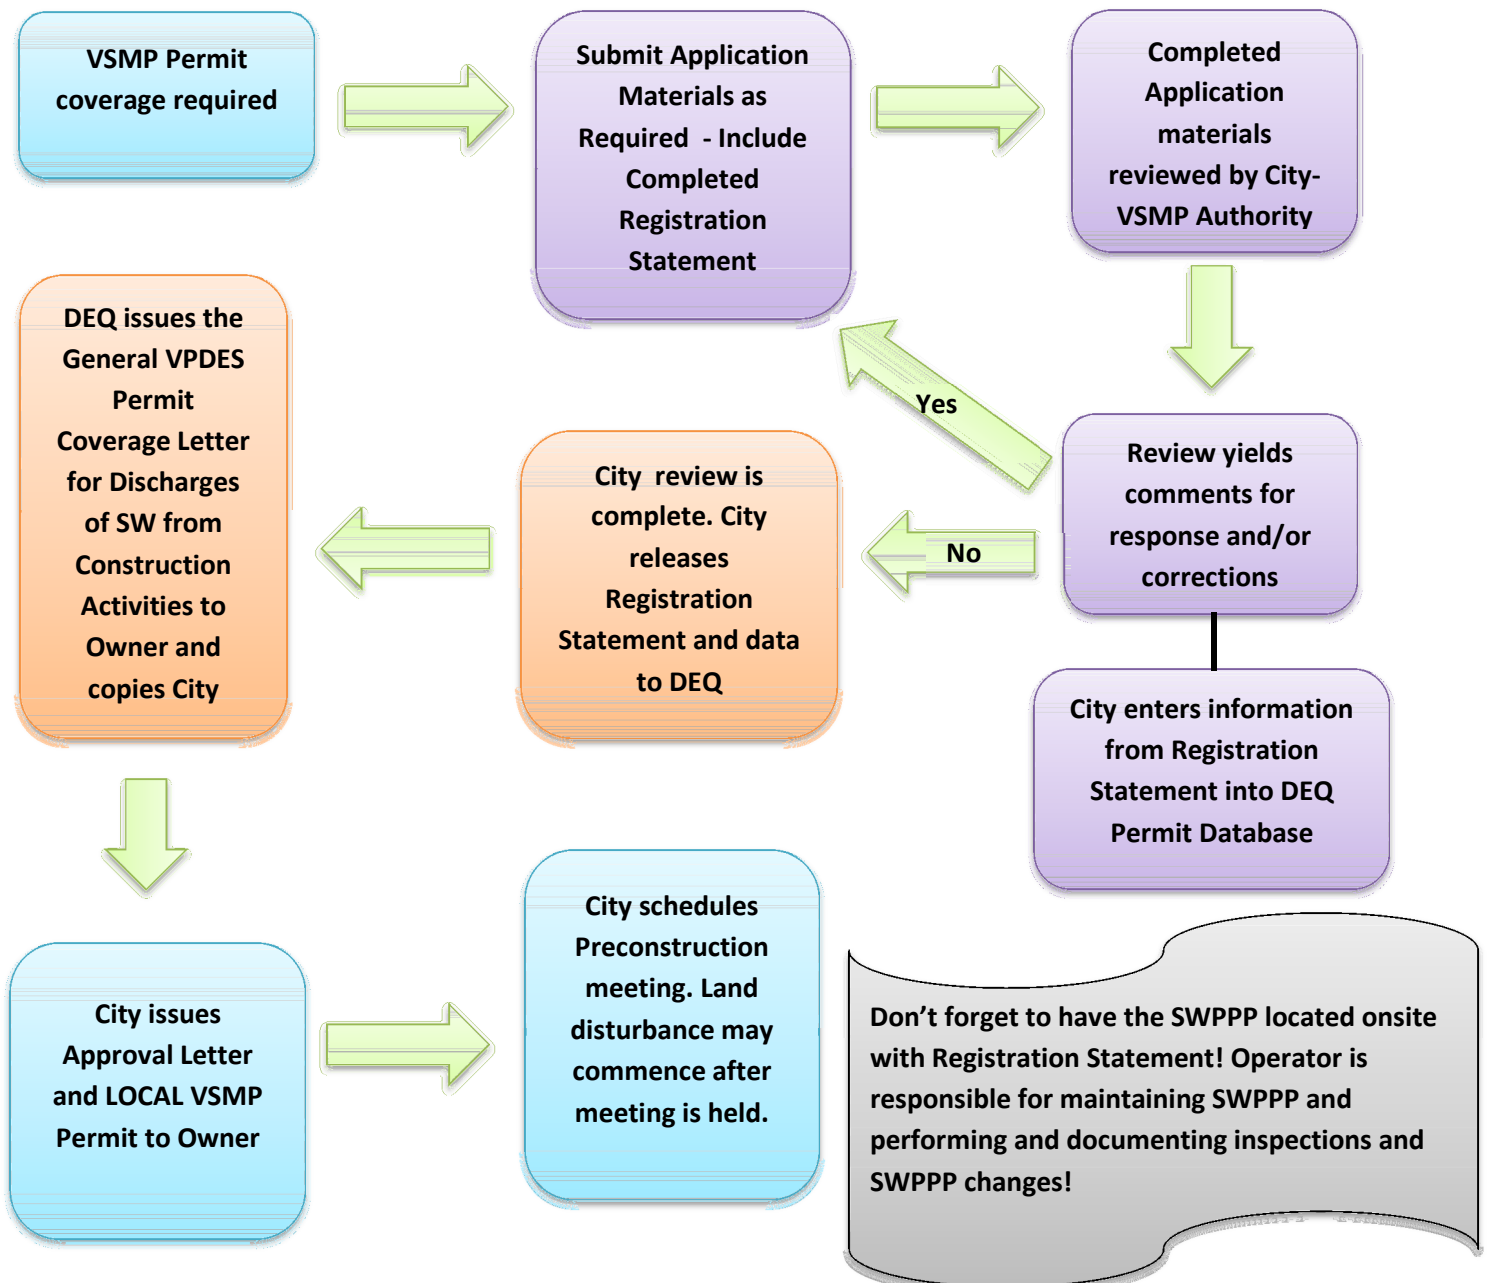 VSMP Permit
coverage required
Submit Application
Materials as
Required - Include
Completed
Registration
Statement
Completed
Application
materials
reviewed by City-
VSMP Authority
Review yields
comments for
response and/or
corrections
Yes
No
City enters information
from Registration
Statement into DEQ
Permit Database
City review is
complete. City
releases
Registration
Statement and data
to DEQ
DEQ issues the
General VPDES
Permit
Coverage Letter
for Discharges
of SW from
Construction
Activities to
Owner and
copies City
City issues
Approval Letter
and LOCAL VSMP
Permit to Owner
City schedules
Preconstruction
meeting. Land
disturbance may
commence after
meeting is held.
Don’t forget to have the SWPPP located onsite
with Registration Statement! Operator is
responsible for maintaining SWPPP and
performing and documenting inspections and
SWPPP changes!